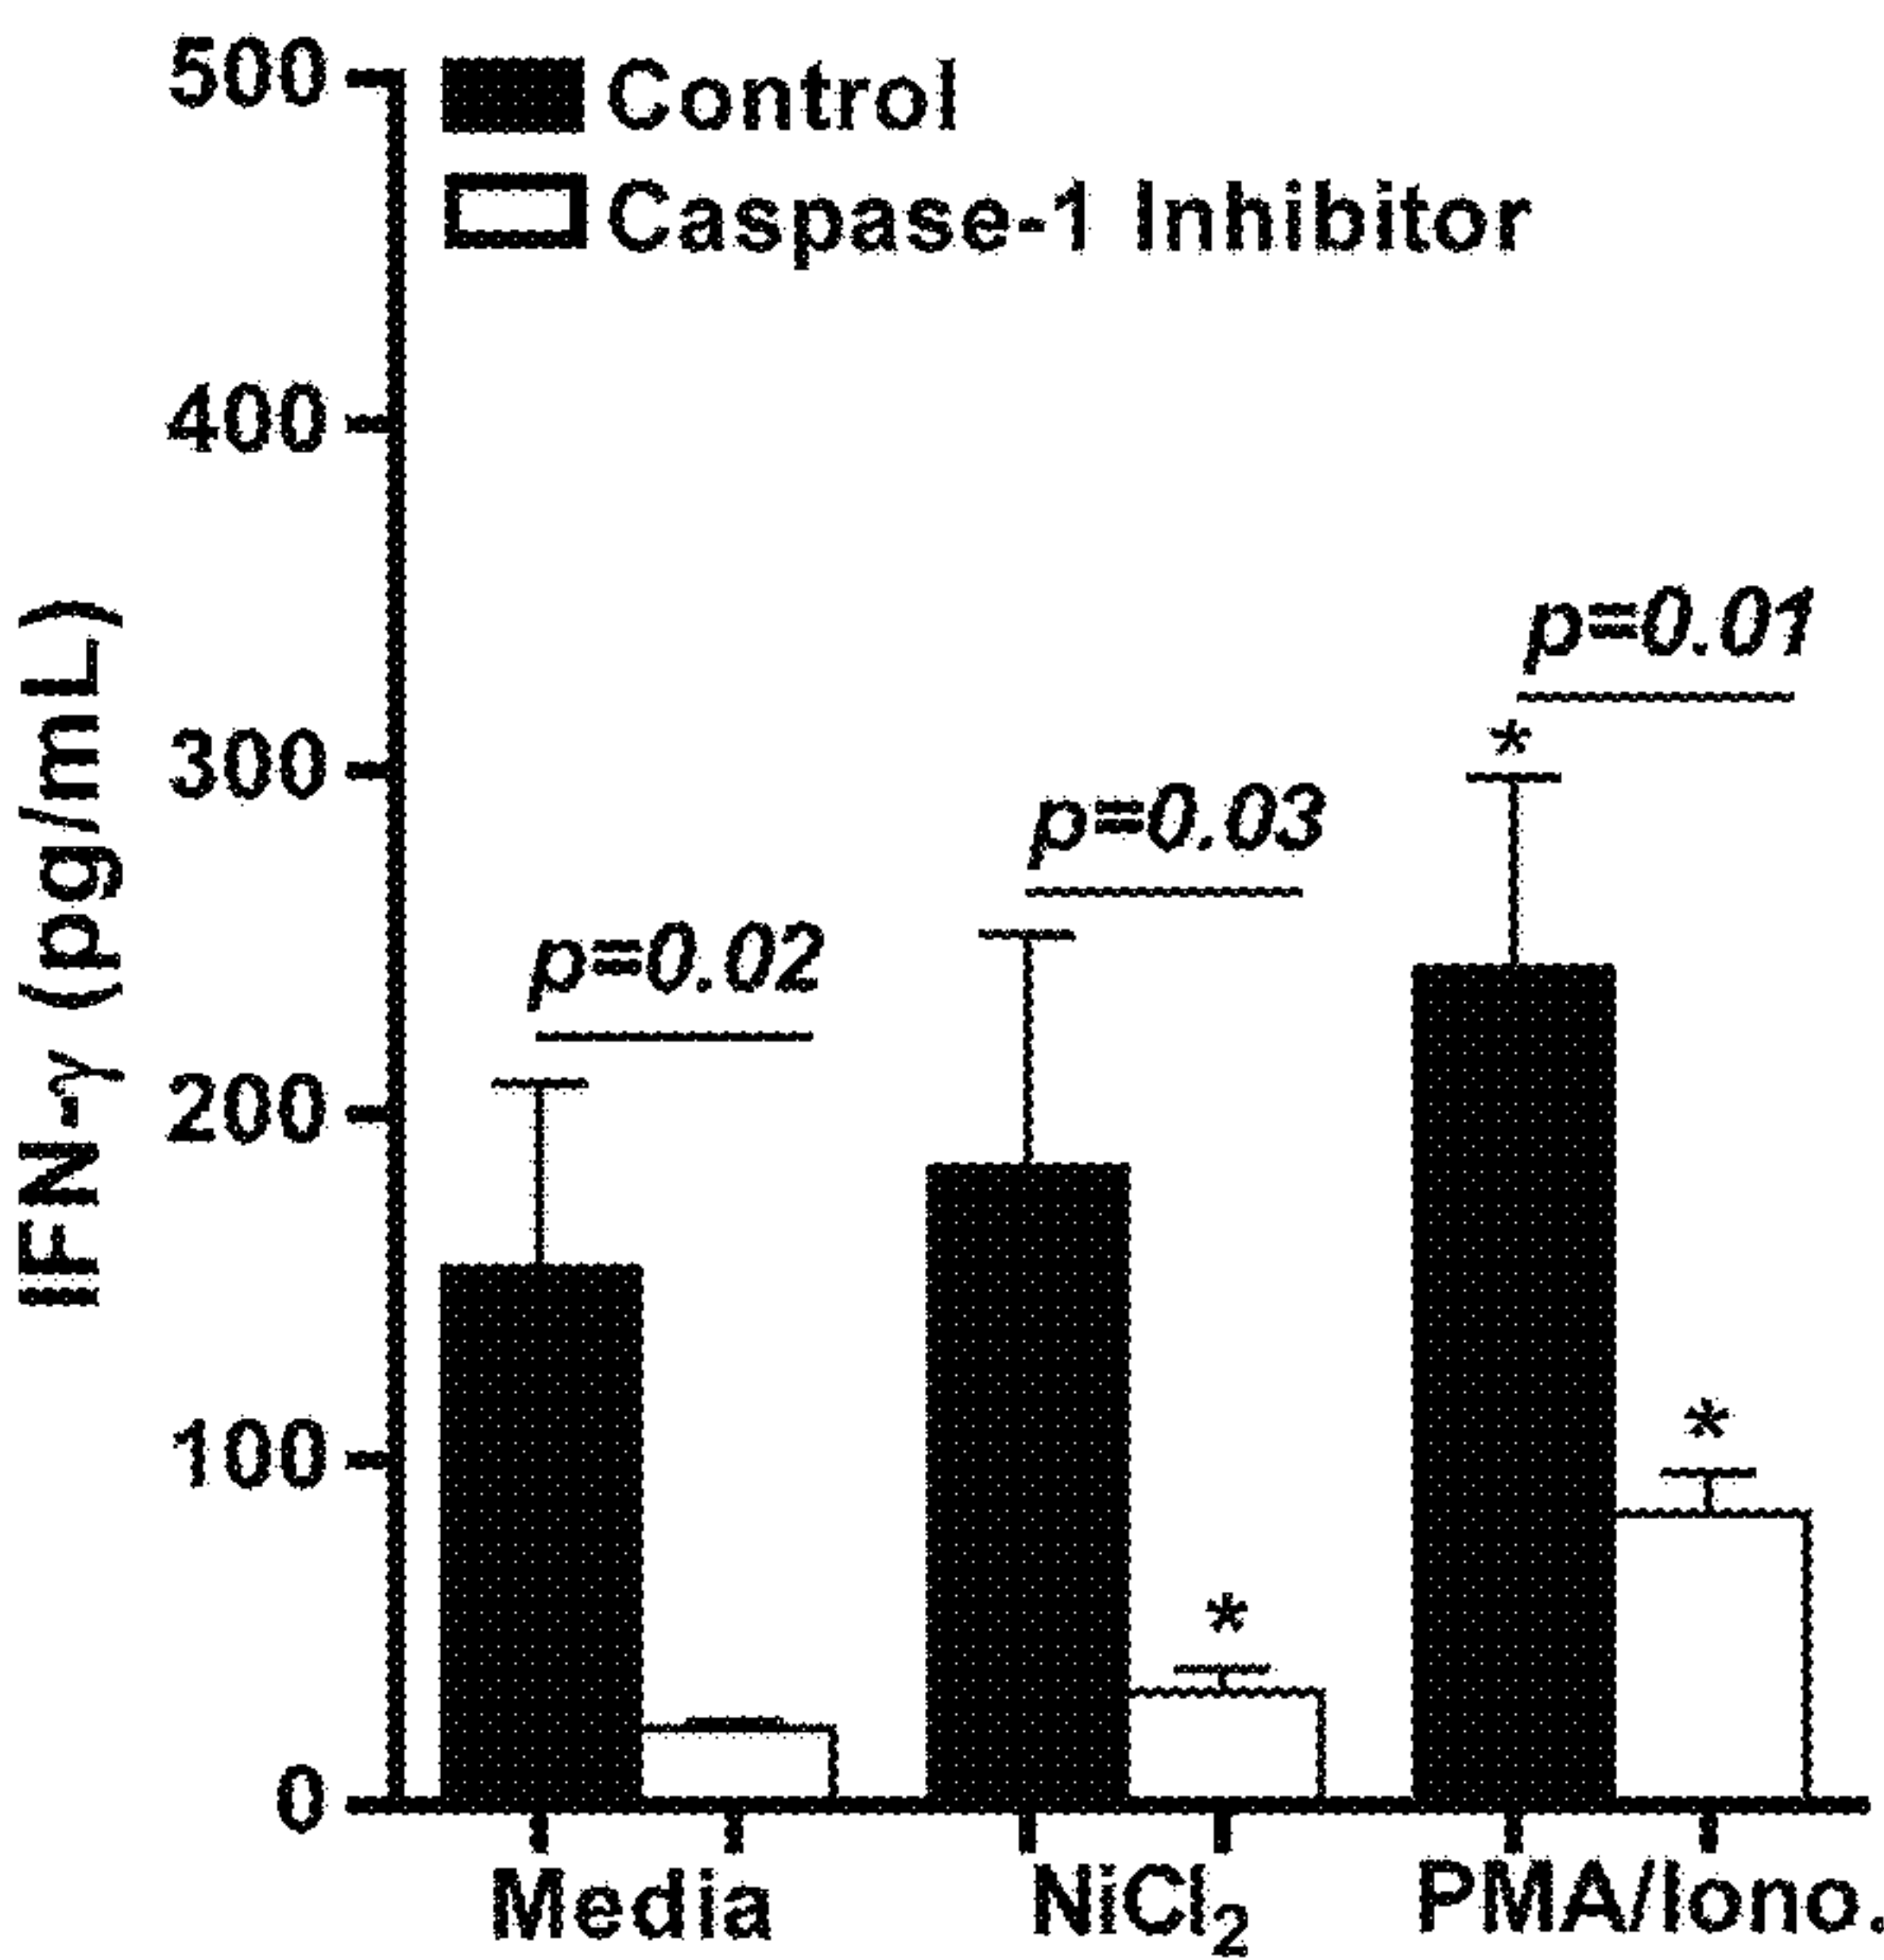 500
Control
Caspase-1 Inhibitor
400
p=0.01
*
300
p=0.03
p=0.02
IFN-γ (pg/mL)
200
100
*
*
0
Media
NiCl₂
PMA/Iono.